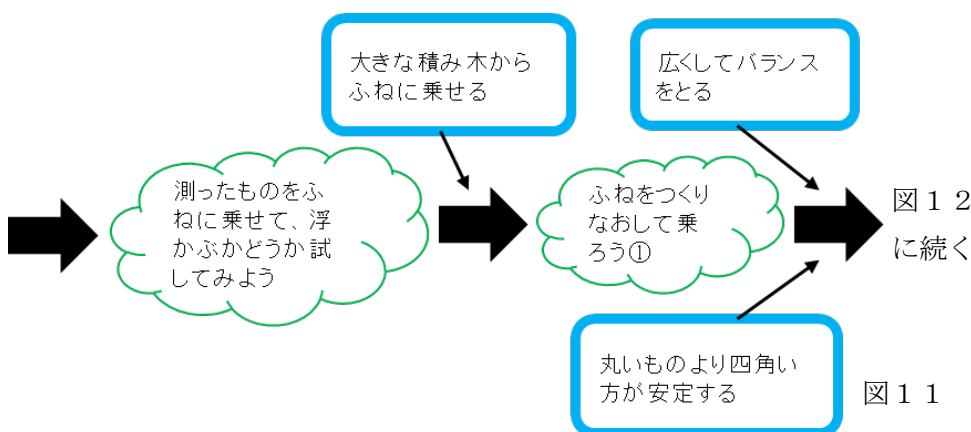 大きな積み木から
ふねに乗せる
広くしてバランス
をとる
測ったものをふ
ねに乗せて、浮
かぶかどうか試
してみよう
ふねをつくり
なおして乗
ろう①
図１２
に続く
丸いものより四角い
方が安定する
図１１